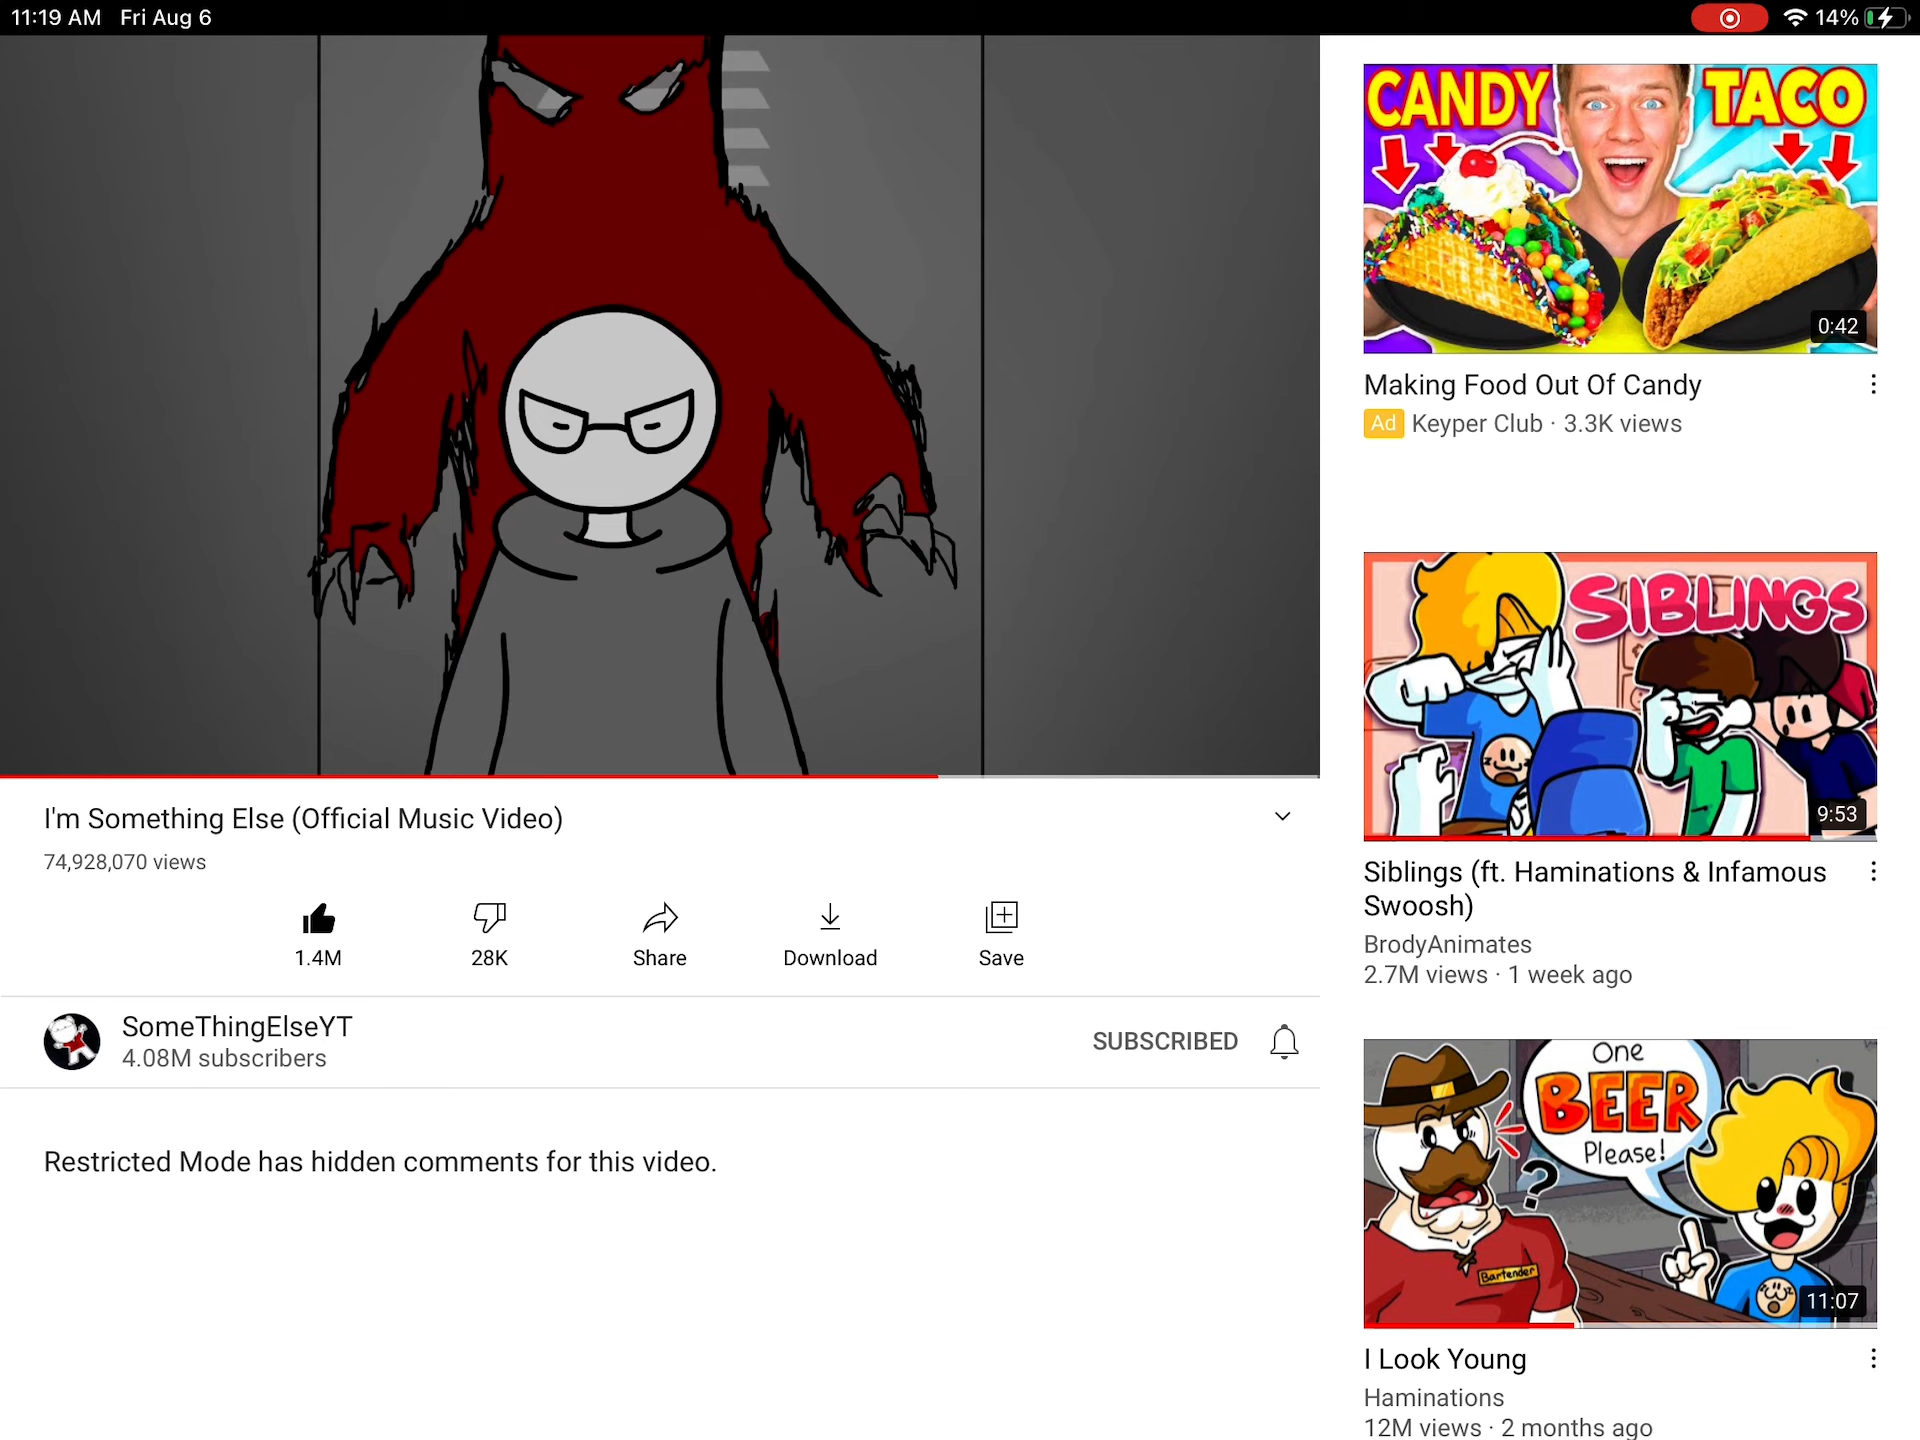 11:19 AM Fri Aug 6
14%
CANDY TACO
0:42
Making Food Out Of Candy
Ad Keyper Club · 3.3K views
SIBLINGS
9:53
Siblings (ft. Haminations & Infamous
Swoosh)
BrodyAnimates
2.7M views · 1 week ago
One
BEER
Please!
?
Bartender
11:07
I Look Young
Haminations
12M views · 2 months ago
I'm Something Else (Official Music Video)
74,928,070 views
1.4M 28K Share Download Save
SomeThingElseYT
4.08M subscribers
SUBSCRIBED
Restricted Mode has hidden comments for this video.